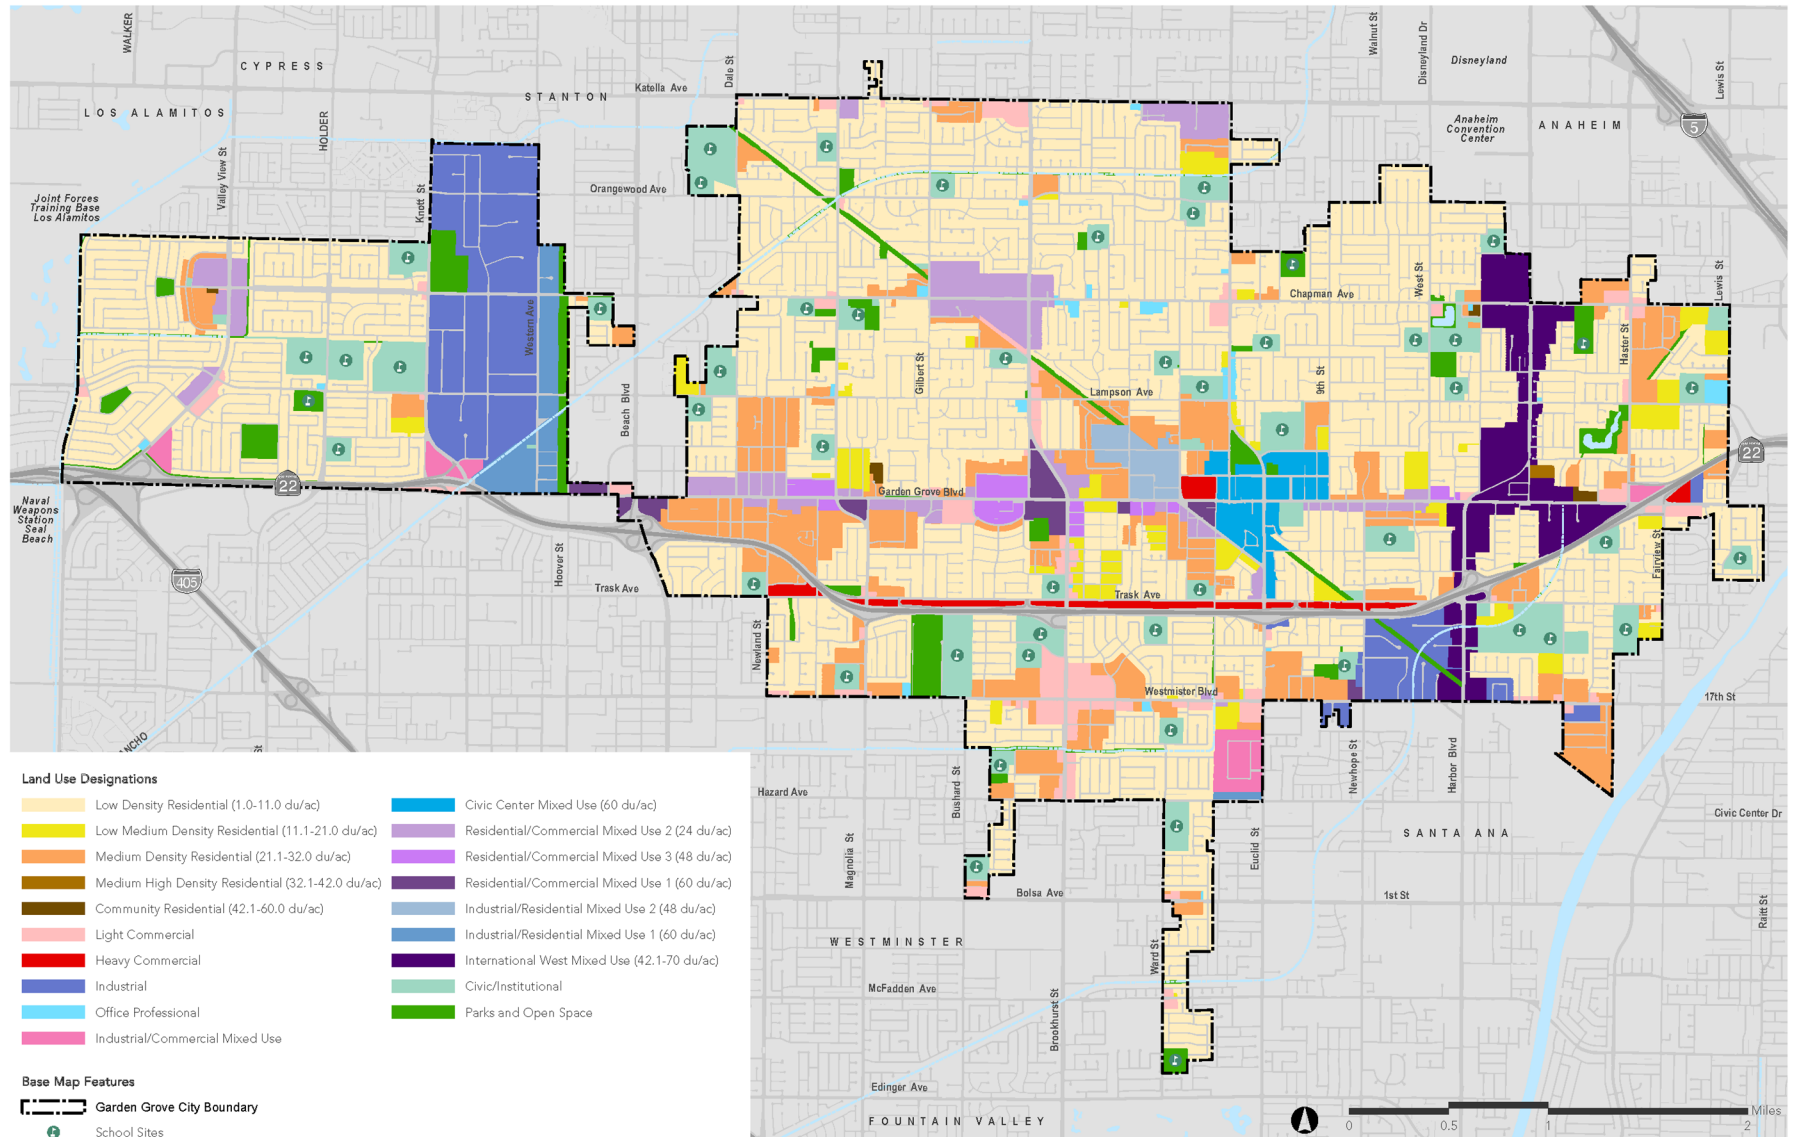 WALKER
CYPRESS
LOS ALAMITOS
HOLDER
STANTON
Katella Ave
Dale St
Walnut St
Disneyland Dr
Disneyland
Lewis St
Anaheim
Convention
Center
ANAHEIM
5
Joint Forces
Training Base
Los Alamitos
Valley View St
Knott St
Orangewood Ave
Western Ave
Beach Blvd
Gilbert St
Chapman Ave
West St
Haster St
Lewis St
Lampson Ave
9th St
22
22
Naval
Weapons
Station
Seal
Beach
Garden Grove Blvd
405
Hoover St
Trask Ave
Trask Ave
Fairview St
Newland St
Westmister Blvd
17th St
ANCHO
St
Bushard St
Hazard Ave
Magnolia St
Euclid St
Newhope St
Harbor Blvd
Civic Center Dr
SANTA ANA
Bolsa Ave
1st St
Raitt St
WESTMINSTER
Ward St
McFadden Ave
Brookhurst St
Edinger Ave
FOUNTAIN VALLEY
Land Use Designations
Low Density Residential (1.0-11.0 du/ac)
Low Medium Density Residential (11.1-21.0 du/ac)
Medium Density Residential (21.1-32.0 du/ac)
Medium High Density Residential (32.1-42.0 du/ac)
Community Residential (42.1-60.0 du/ac)
Light Commercial
Heavy Commercial
Industrial
Office Professional
Industrial/Commercial Mixed Use
Civic Center Mixed Use (60 du/ac)
Residential/Commercial Mixed Use 2 (24 du/ac)
Residential/Commercial Mixed Use 3 (48 du/ac)
Residential/Commercial Mixed Use 1 (60 du/ac)
Industrial/Residential Mixed Use 2 (48 du/ac)
Industrial/Residential Mixed Use 1 (60 du/ac)
International West Mixed Use (42.1-70 du/ac)
Civic/Institutional
Parks and Open Space
Base Map Features
Garden Grove City Boundary
School Sites
Miles
0 0.5 1 2